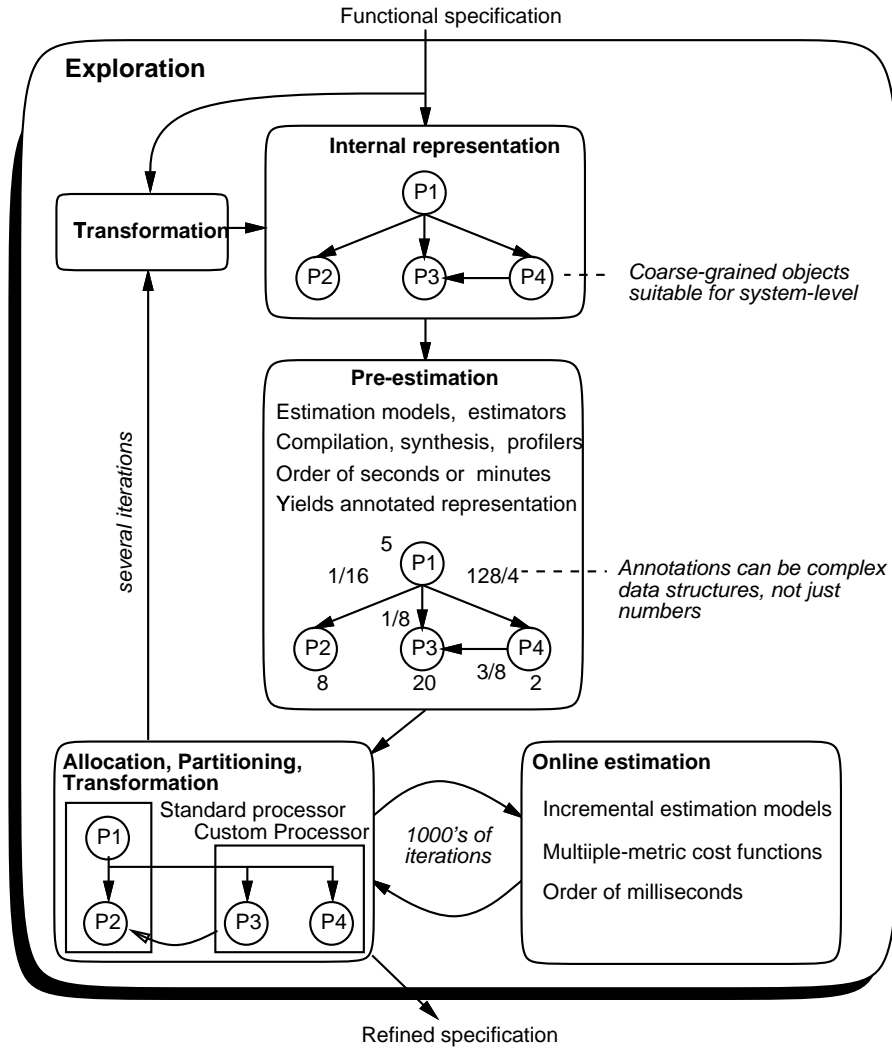 Functional specification
Exploration
Internal representation
P1
Transformation
P2
P3
P4
Coarse-grained objects
suitable for system-level
Pre-estimation
Estimation models, estimators
Compilation, synthesis, profilers
Order of seconds or minutes
Yields annotated representation
several iterations
5
P1
1/16
128/4
Annotations can be complex
data structures, not just
numbers
1/8
P2
P3
P4
3/8
8
20
2
Allocation, Partitioning,
Transformation
Standard processor
Custom Processor
P1
P2
P3
P4
1000's of
iterations
Online estimation
Incremental estimation models
Multiiple-metric cost functions
Order of milliseconds
Refined specification